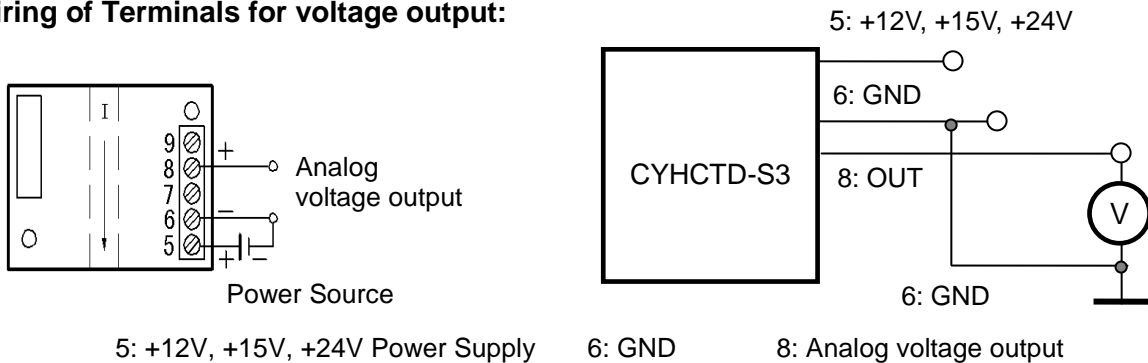 iring of Terminals for voltage output:
I
9
8
7
6
5
+
−
+
−
Analog
voltage output
Power Source
5: +12V, +15V, +24V
6: GND
CYHCTD-S3
8: OUT
V
6: GND
5: +12V, +15V, +24V Power Supply 6: GND 8: Analog voltage output